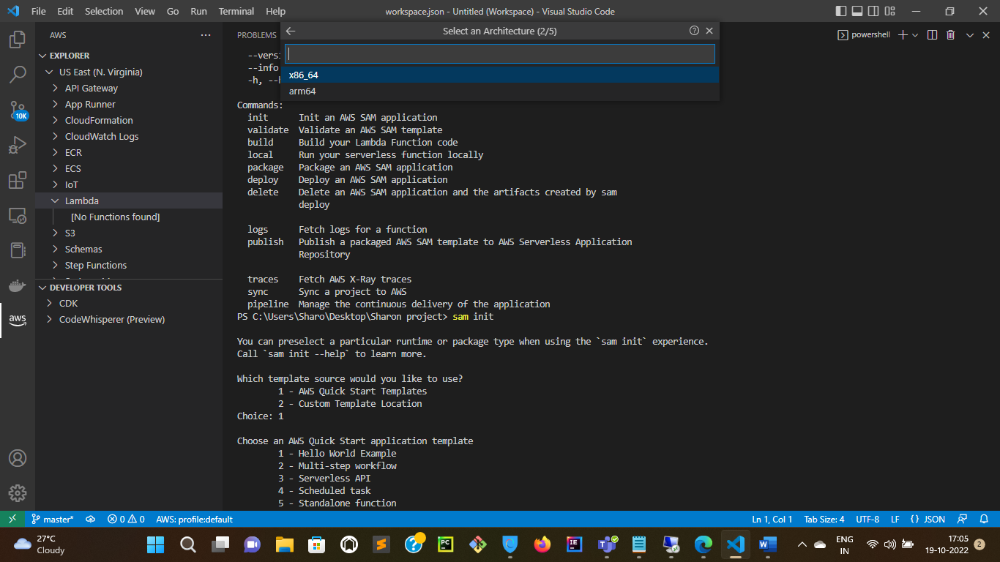 File Edit Selection View Go Run Terminal Help workspace.json - Untitled (Workspace) - Visual Studio Code
AWS
EXPLORER
US East (N. Virginia)
API Gateway
App Runner
CloudFormation
CloudWatch Logs
ECR
ECS
IoT
Lambda
[No Functions found]
S3
Schemas
Step Functions
DEVELOPER TOOLS
CDK
CodeWhisperer (Preview)
10K
aws
PROBLEMS
Select an Architecture (2/5)
x86_64
arm64
powershell
--versi
--info
-h, --h
Commands:
init Init an AWS SAM application
validate Validate an AWS SAM template
build Build your Lambda Function code
local Run your serverless function locally
package Package an AWS SAM application
deploy Deploy an AWS SAM application
delete Delete an AWS SAM application and the artifacts created by sam
deploy
logs Fetch logs for a function
publish Publish a packaged AWS SAM template to AWS Serverless Application
Repository
traces Fetch AWS X-Ray traces
sync Sync a project to AWS
pipeline Manage the continuous delivery of the application
PS C:\Users\Sharo\Desktop\Sharon project> sam init
You can preselect a particular runtime or package type when using the `sam init` experience.
Call `sam init --help` to learn more.
Which template source would you like to use?
1 - AWS Quick Start Templates
2 - Custom Template Location
Choice: 1
Choose an AWS Quick Start application template
1 - Hello World Example
2 - Multi-step workflow
3 - Serverless API
4 - Scheduled task
5 - Standalone function
master* 0 0 AWS: profile:default Ln 1, Col 1 Tab Size: 4 UTF-8 LF {} JSON
27°C
Cloudy
ENG
IN
17:05
19-10-2022
2